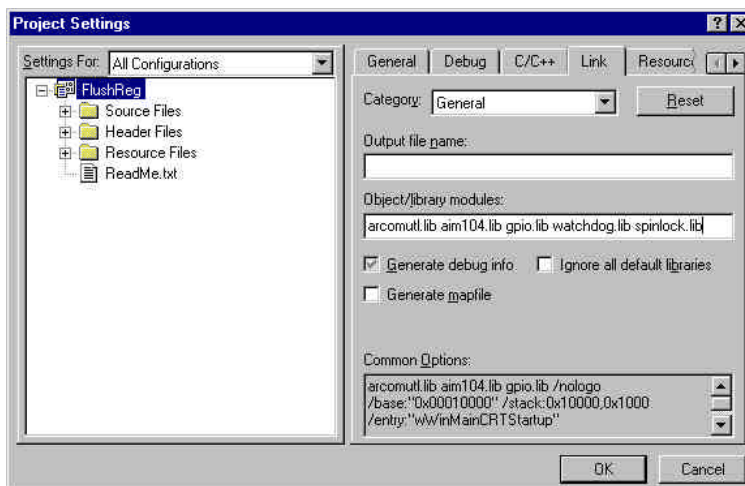 Project Settings
Settings For: All Configurations
FlushReg
Source Files
Header Files
Resource Files
ReadMe.txt
General Debug C/C++ Link Resourc
Category: General Reset
Output file name:
Object/library modules:
arcomutl.lib aim104.lib gpio.lib watchdog.lib spinlock.lib
Generate debug info Ignore all default libraries
Generate mapfile
Common Options:
arcomutl.lib aim104.lib gpio.lib /nologo
/base:"0x00010000" /stack:0x10000,0x1000
/entry:"wWinMainCRTStartup"
OK Cancel